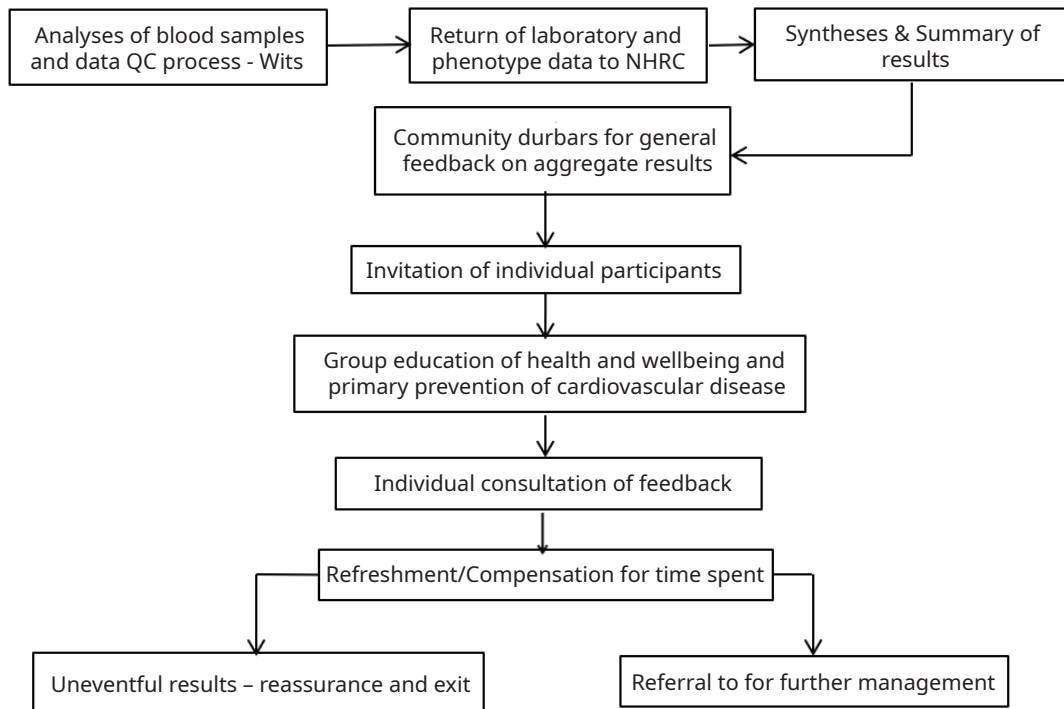 Analyses of blood samples
and data QC process - Wits
Return of laboratory and
phenotype data to NHRC
Syntheses & Summary of
results
Community durbars for general
feedback on aggregate results
Invitation of individual participants
Group education of health and wellbeing and
primary prevention of cardiovascular disease
Individual consultation of feedback
Refreshment/Compensation for time spent
Uneventful results – reassurance and exit
Referral to for further management